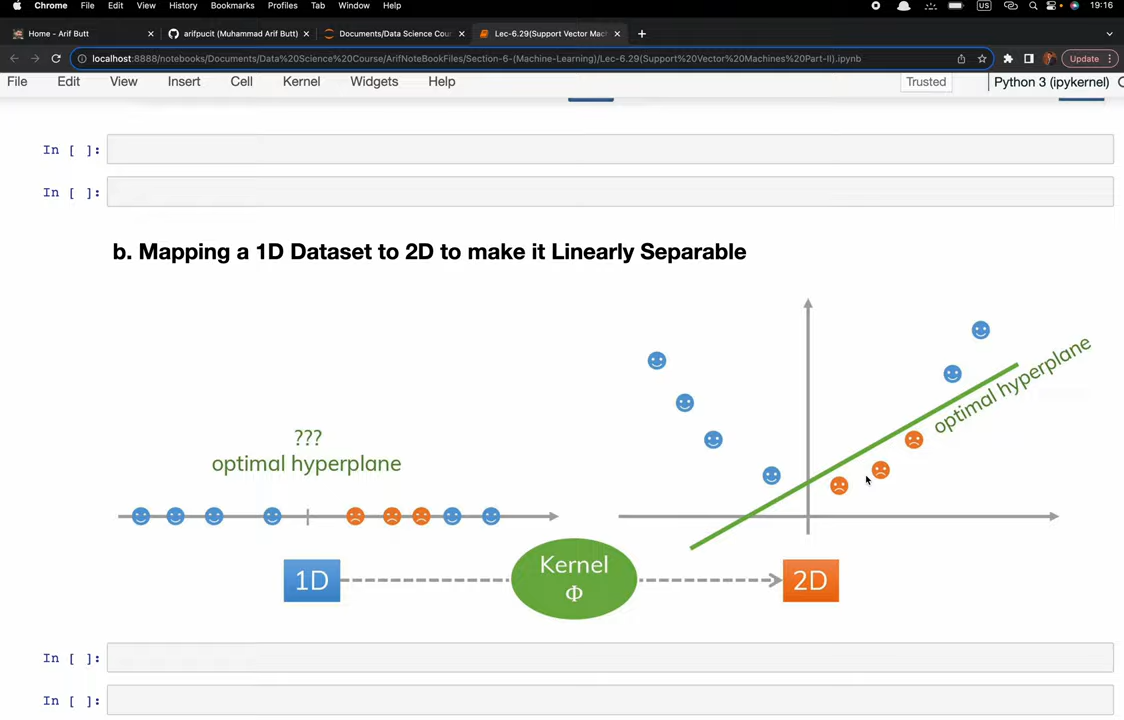 Chrome File Edit View History Bookmarks Profiles Tab Window Help US 19:16
Home - Arif Butt arifpucit (Muhammad Arif Butt) Documents/Data Science Cou Lec-6.29(Support Vector Mac
localhost:8888/notebooks/Documents/Data%20Science%20Course/ArifNoteBookFiles/Section-6-(Machine-Learning)/Lec-6.29(Support%20Vector%20Machines%20Part-II).ipynb Update
File Edit View Insert Cell Kernel Widgets Help Trusted Python 3 (ipykernel)
In [ ]:
In [ ]:
b. Mapping a 1D Dataset to 2D to make it Linearly Separable
???
optimal hyperplane
optimal hyperplane
1D
Kernel
Φ
2D
In [ ]:
In [ ]: